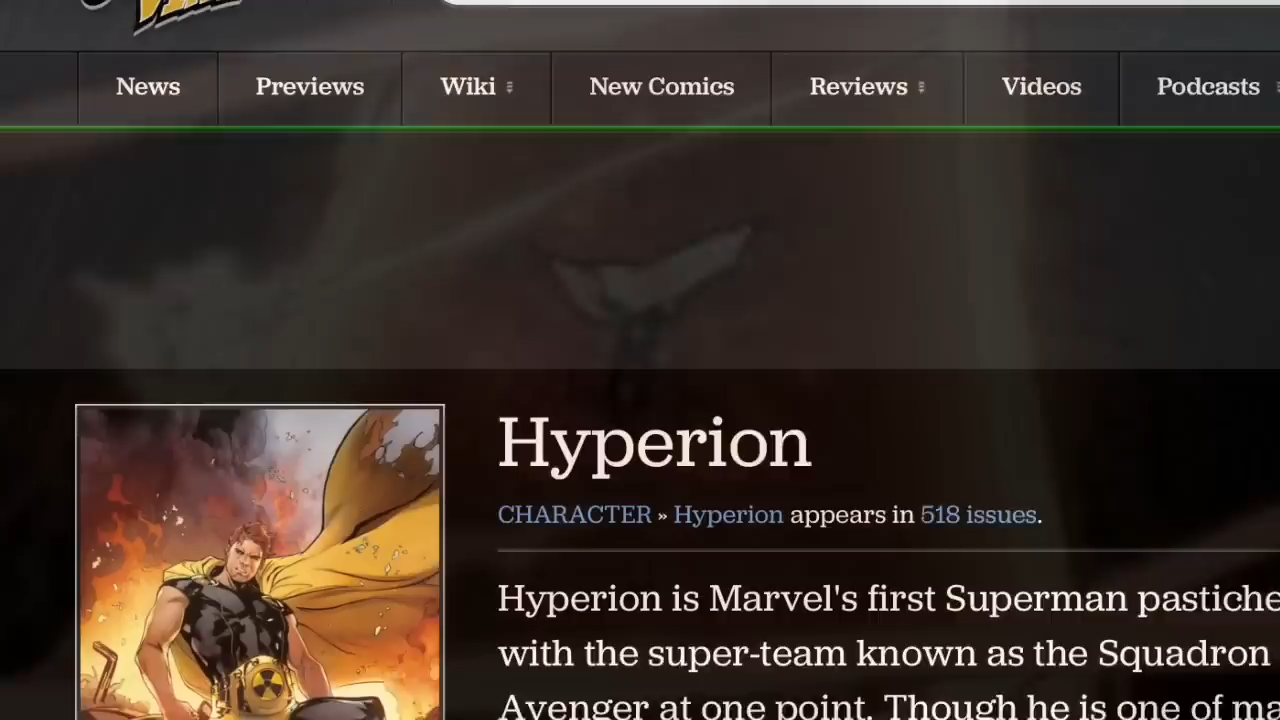 News Previews Wiki New Comics Reviews Videos Podcasts
Hyperion
CHARACTER » Hyperion appears in 518 issues.
Hyperion is Marvel's first Superman pastiche
with the super-team known as the Squadron
Avenger at one point. Though he is one of ma